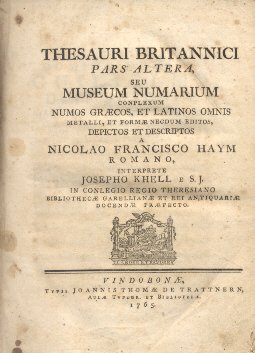 THESAURI BRITANNICI
PARS ALTERA,
SEU
MUSEUM NUMARIUM
COMPLEXUM
NUMOS GRÆCOS, ET LATINOS OMNIS
METALLI, ET FORMÆ NECDUM EDITOS,
DEPICTOS ET DESCRIPTOS
A
NICOLAO FRANCISCO HAYM
ROMANO,
INTERPRETE
JOSEPHO KHELL E S.J.
IN CONLEGIO REGIO THERESIANO
BIBLIOTHECÆ GARELLIANÆ ET REI ANTIQUARIÆ
DOCENDÆ PRÆFECTO.
VINDOBONÆ,
TYPIS JOANNIS THOMÆ DE TRATTNERN,
AULÆ TYPOGR. ET BIBLIOPOLÆ.
1765